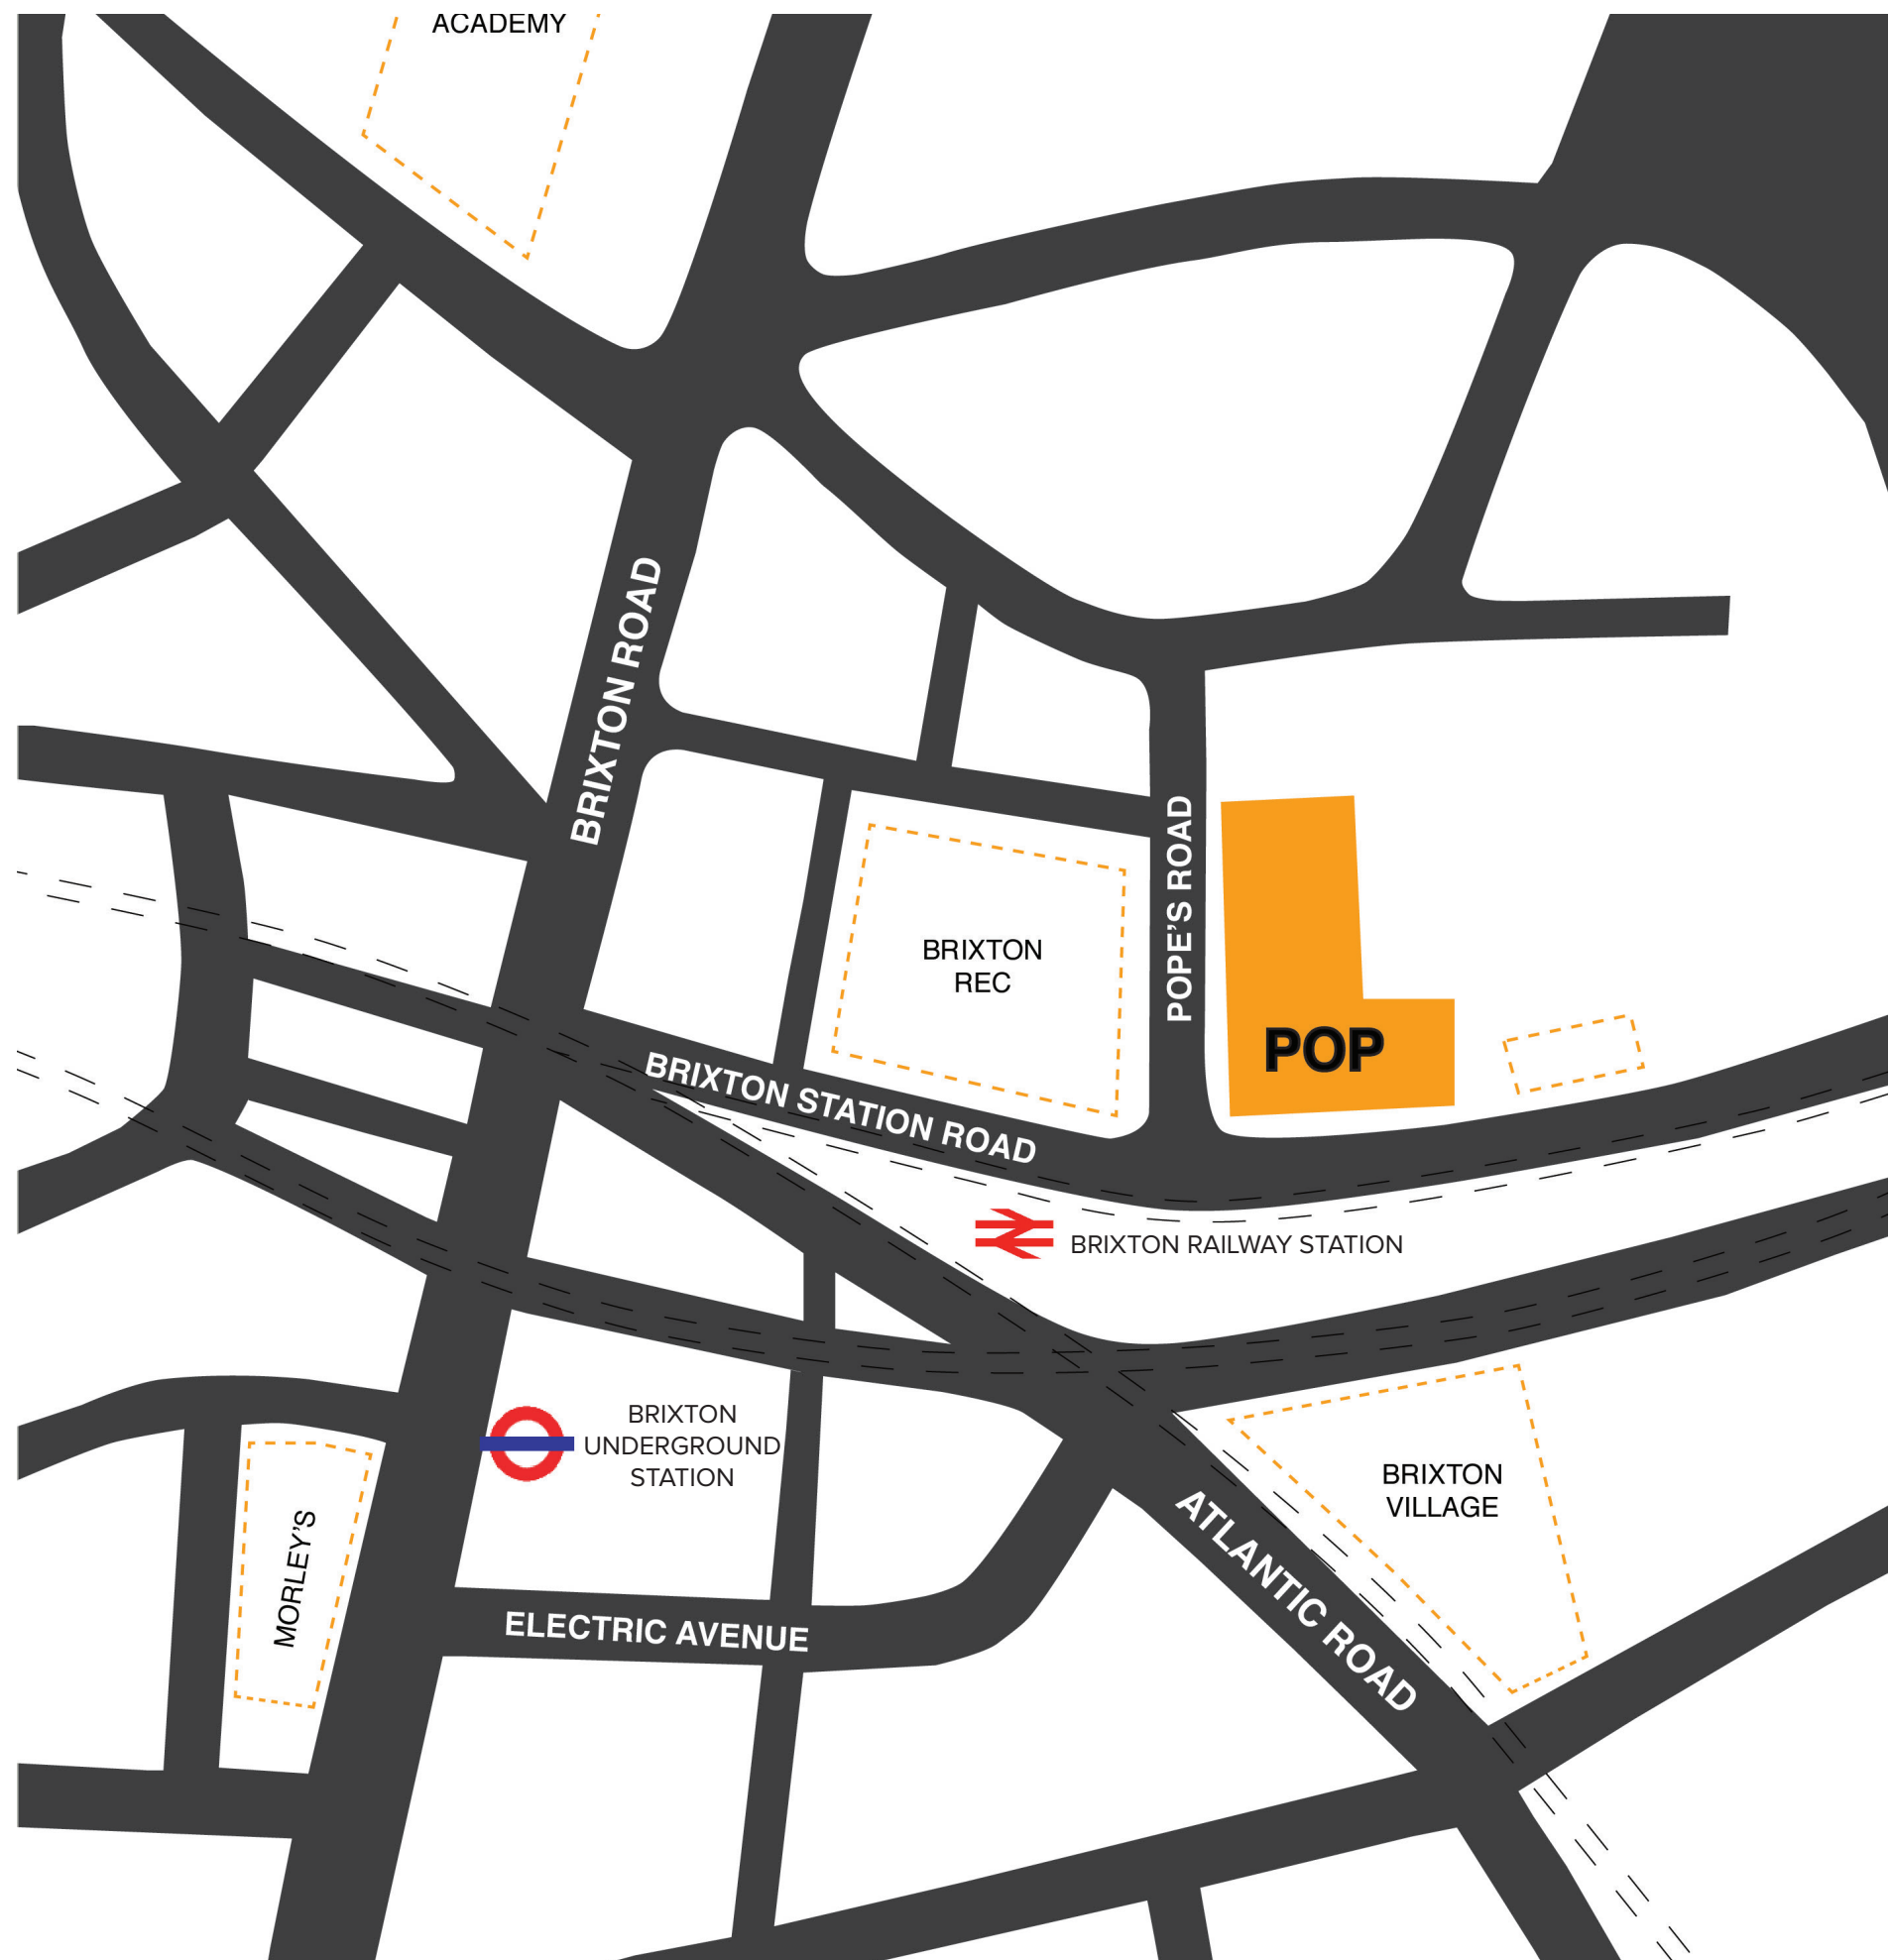 ACADEMY
BRIXTON ROAD
POPE'S ROAD
BRIXTON
REC
POP
BRIXTON STATION ROAD
BRIXTON RAILWAY STATION
BRIXTON
UNDERGROUND
STATION
BRIXTON
VILLAGE
MORLEY'S
ATLANTIC ROAD
ELECTRIC AVENUE